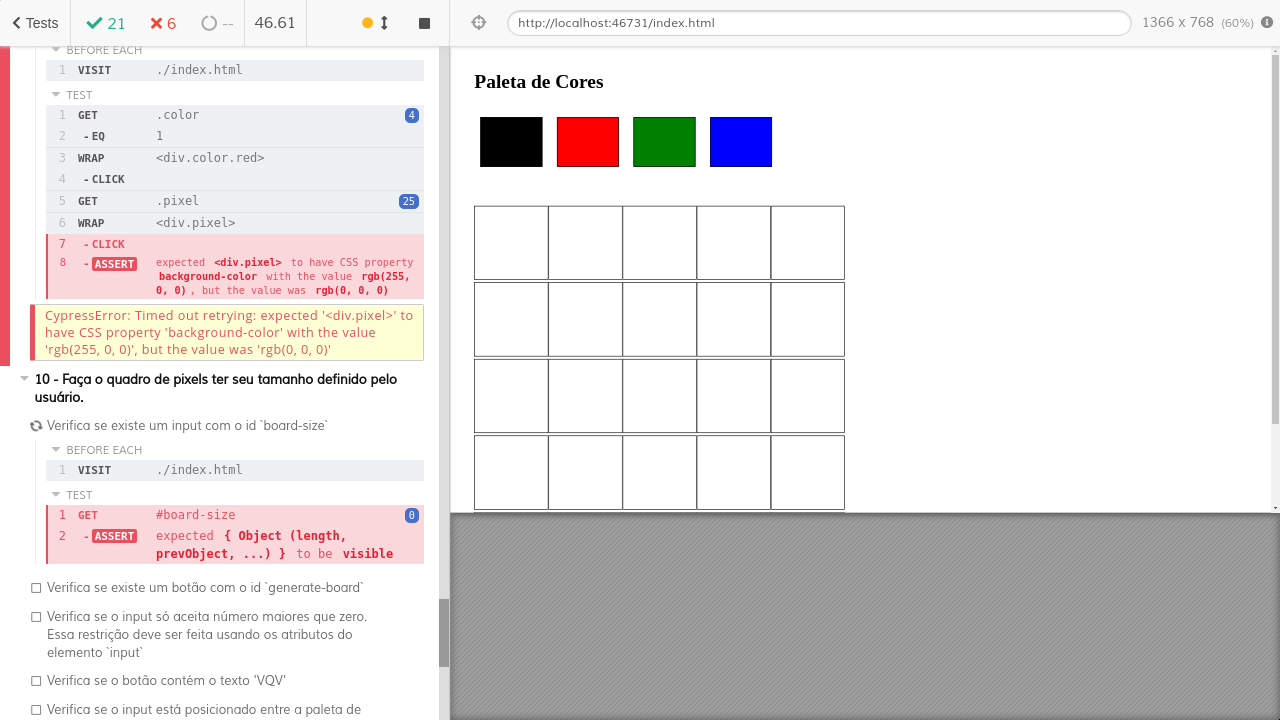 Tests 21 6 -- 46.61
http://localhost:46731/index.html 1366 x 768 (60%)
BEFORE EACH
1 VISIT ./index.html
TEST
1 GET .color 4
2 - EQ 1
3 WRAP <div.color.red>
4 - CLICK
5 GET .pixel 25
6 WRAP <div.pixel>
7 - CLICK
8 - ASSERT expected <div.pixel> to have CSS property
background-color with the value rgb(255,
0, 0), but the value was rgb(0, 0, 0)
CypressError: Timed out retrying: expected '<div.pixel>' to
have CSS property 'background-color' with the value
'rgb(255, 0, 0)', but the value was 'rgb(0, 0, 0)'
10 - Faça o quadro de pixels ter seu tamanho definido pelo
usuário.
Verifica se existe um input com o id `board-size`
BEFORE EACH
1 VISIT ./index.html
TEST
1 GET #board-size 0
2 - ASSERT expected { Object (length,
prevObject, ...) } to be visible
Verifica se existe um botão com o id `generate-board`
Verifica se o input só aceita número maiores que zero.
Essa restrição deve ser feita usando os atributos do
elemento `input`
Verifica se o botão contém o texto 'VQV'
Verifica se o input está posicionado entre a paleta de
Paleta de Cores